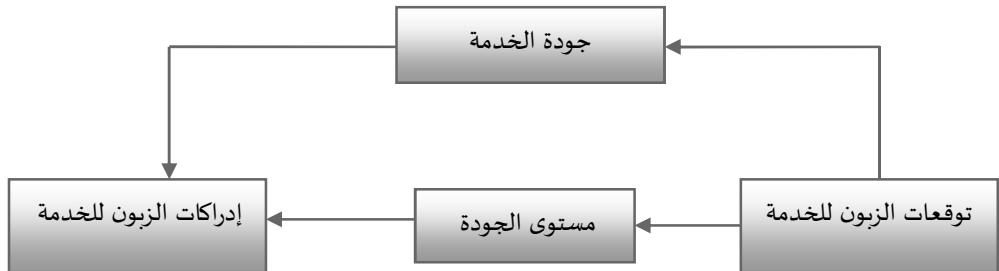 جودة الخدمة
توقعات الزبون للخدمة
مستوى الجودة
إدراكات الزبون للخدمة